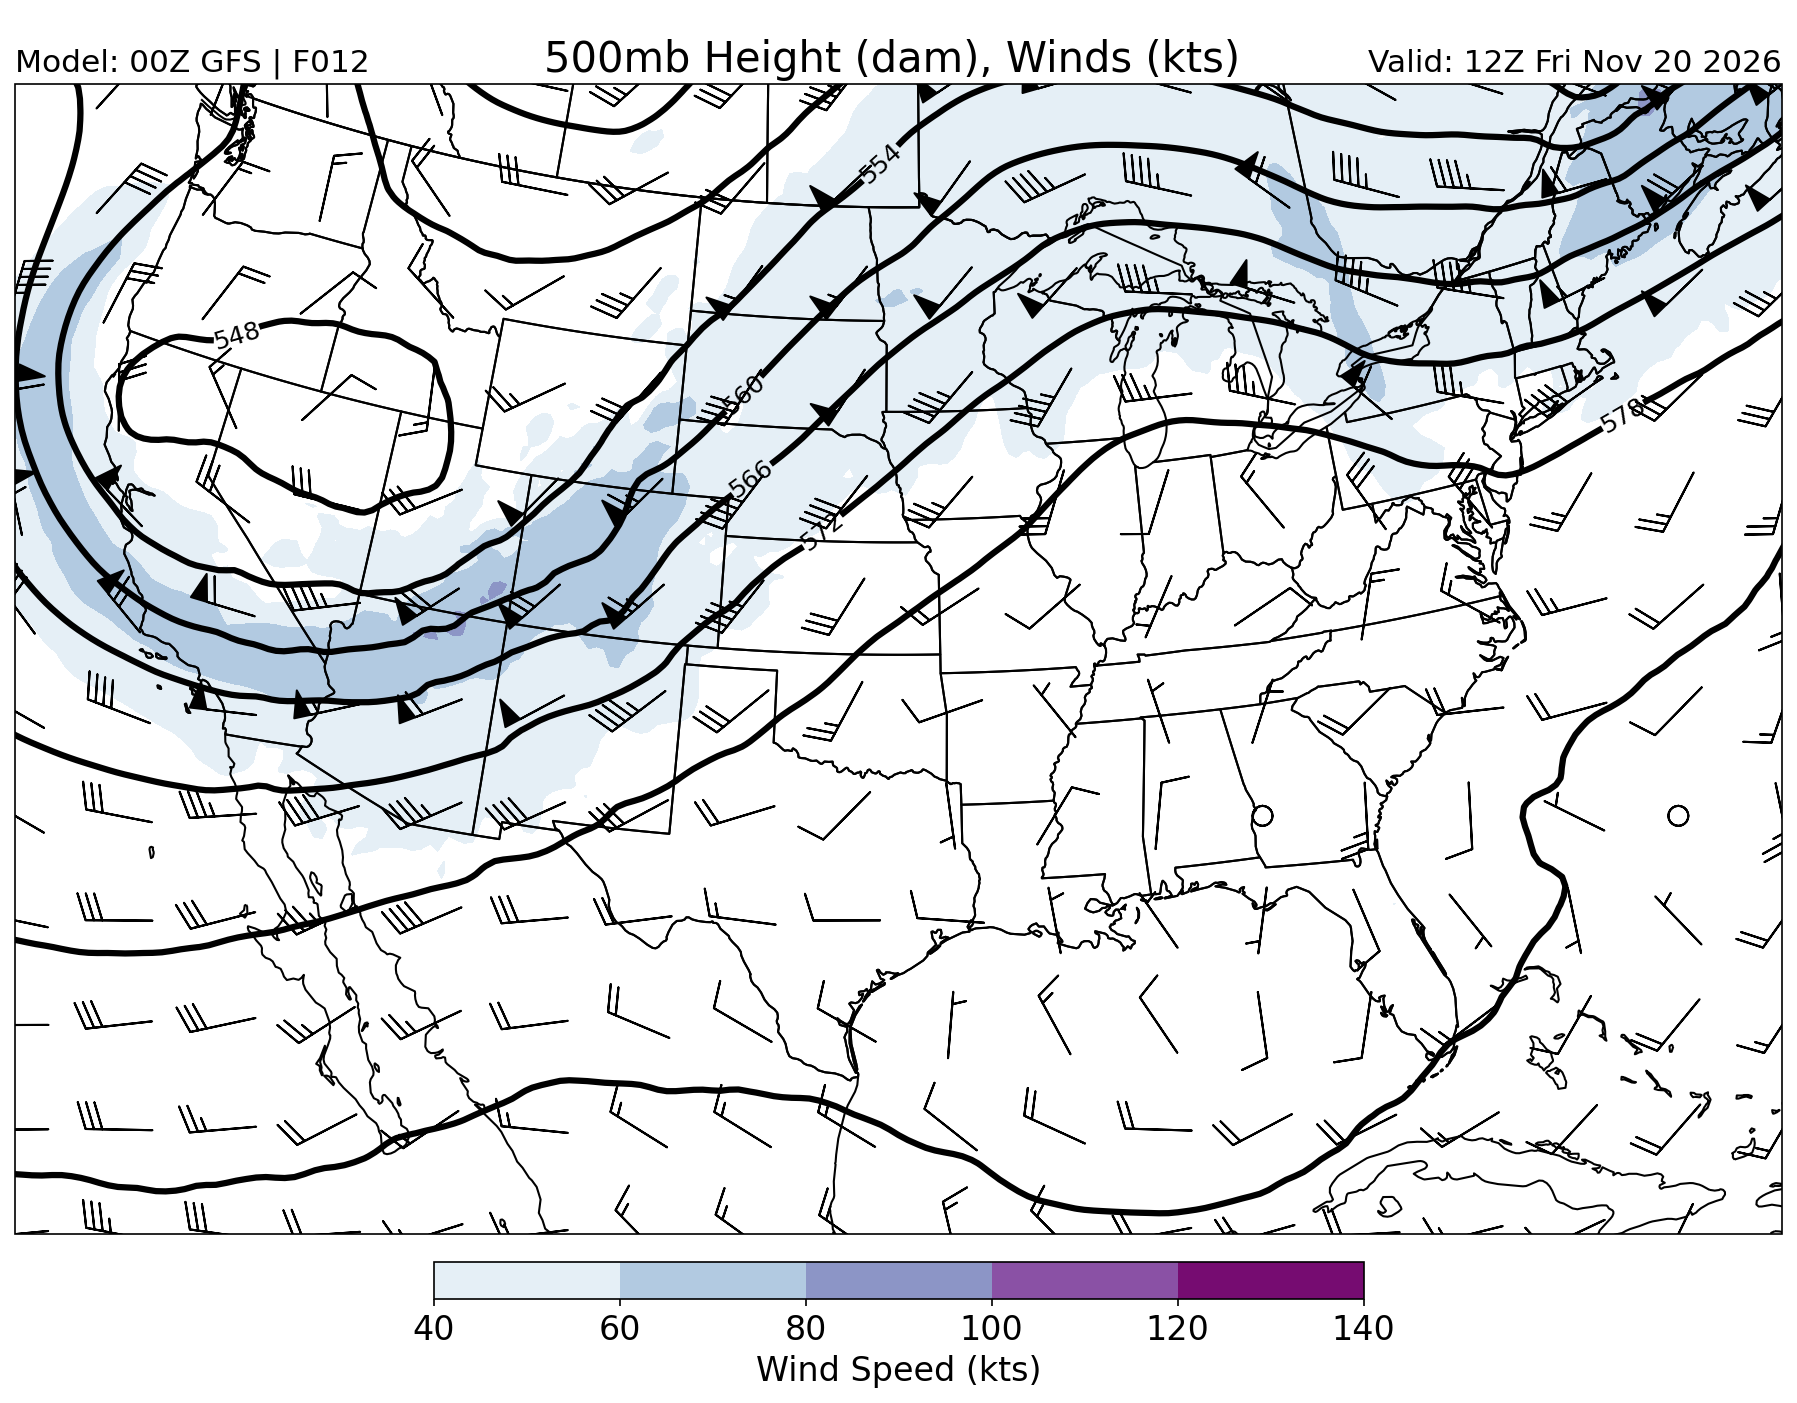 Model: 00Z GFS | F012
500mb Height (dam), Winds (kts)
Valid: 12Z Fri Nov 20 2026
554
548
560
566
572
578
40 60 80 100 120 140
Wind Speed (kts)